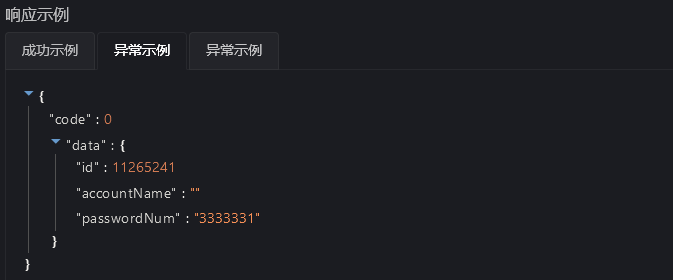 响应示例
成功示例 异常示例 异常示例
{
"code" : 0
"data" : {
"id" : 11265241
"accountName" : ""
"passwordNum" : "3333331"
}
}